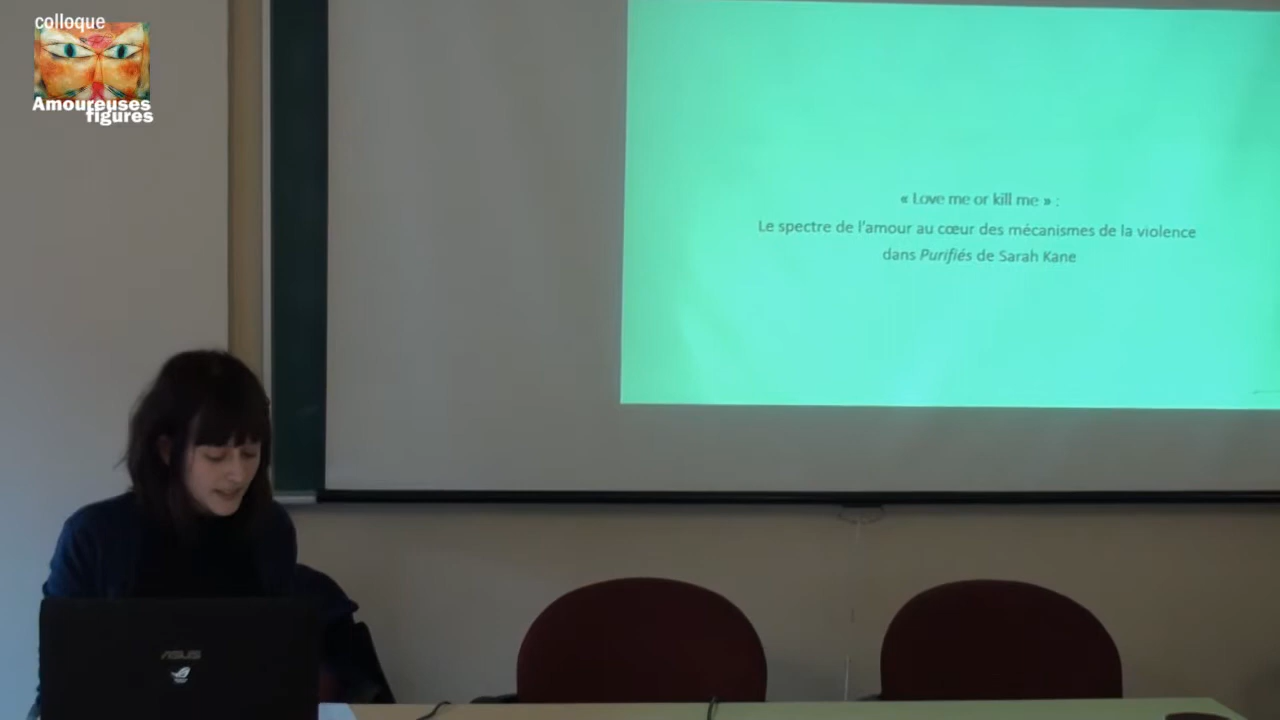 colloque
Amoureuses
figures
« Love me or kill me » :
Le spectre de l'amour au cœur des mécanismes de la violence
dans Purifiés de Sarah Kane
ASUS